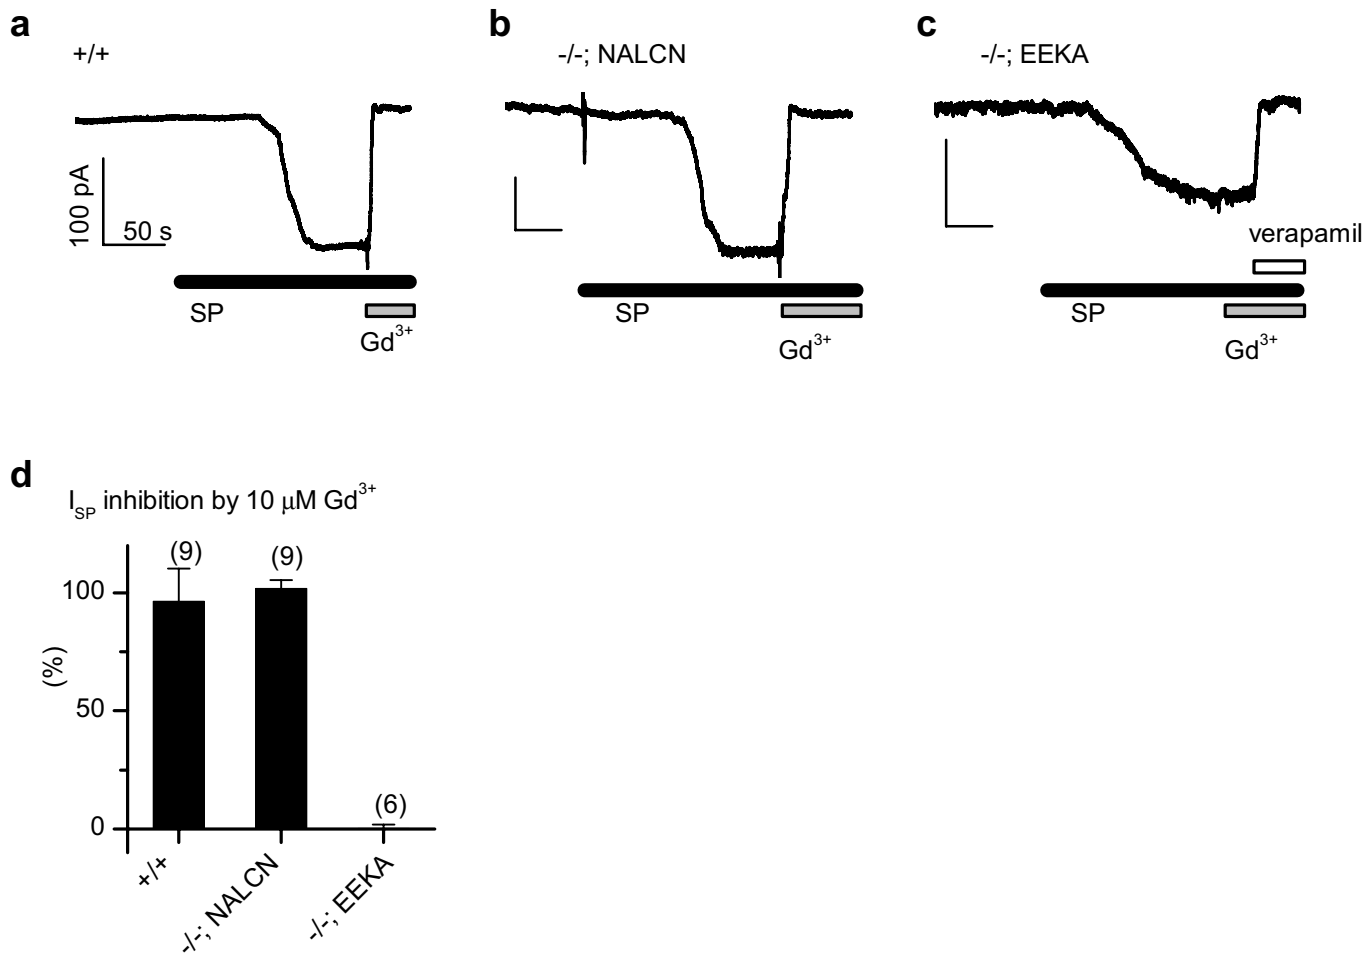 a
+/+
100 pA
50 s
SP
Gd³⁺
b
-/-; NALCN
SP
Gd³⁺
c
-/-; EEKA
verapamil
SP
Gd³⁺
d
I_SP inhibition by 10 μM Gd³⁺
(%)
100
50
0
(9)
(9)
(6)
+/+
-/-; NALCN
-/-; EEKA